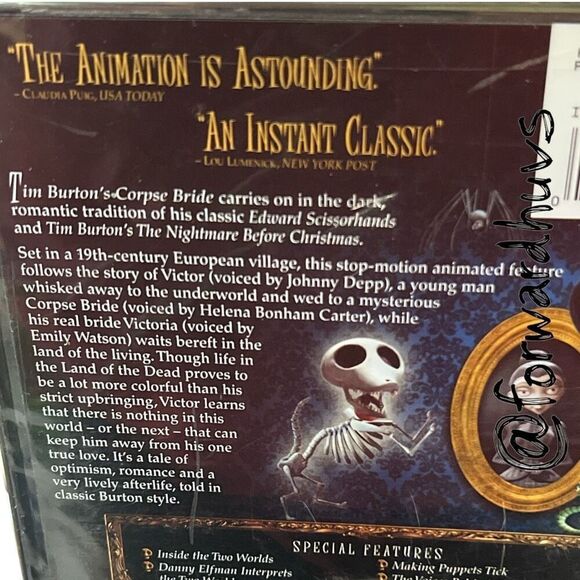 "THE ANIMATION IS ASTOUNDING."
- CLAUDIA PUIG, USA TODAY
"AN INSTANT CLASSIC."
- LOU LUMENICK, NEW YORK POST
Tim Burton's Corpse Bride carries on in the dark,
romantic tradition of his classic Edward Scissorhands
and Tim Burton's The Nightmare Before Christmas.
Set in a 19th-century European village, this stop-motion animated feature
follows the story of Victor (voiced by Johnny Depp), a young man
whisked away to the underworld and wed to a mysterious
Corpse Bride (voiced by Helena Bonham Carter), while
his real bride Victoria (voiced by
Emily Watson) waits bereft in the
land of the living. Though life in
the Land of the Dead proves to
be a lot more colorful than his
strict upbringing, Victor learns
that there is nothing in this
world – or the next – that can
keep him away from his one
true love. It's a tale of
optimism, romance and a
very lively afterlife, told in
classic Burton style.
SPECIAL FEATURES
Inside the Two Worlds
Danny Elfman Interprets
the Two
Making Puppets Tick
The
@forwardhuvs